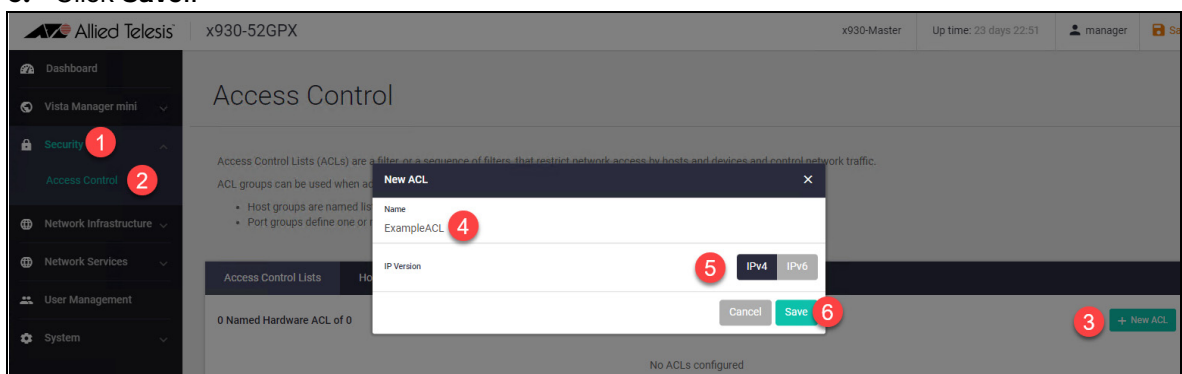 Allied Telesis
x930-52GPX
x930-Master
Up time: 23 days 22:51
manager
Dashboard
Vista Manager mini
Security
1
Access Control
2
Network Infrastructure
Network Services
User Management
System
Access Control
Access Control Lists (ACLs) are a filter, or a sequence of filters, that restrict network access by hosts and devices and control network traffic.
ACL groups can be used when ad
Host groups are named lis
Port groups define one or
New ACL
×
Name
ExampleACL
4
IP Version
5
IPv4
IPv6
Cancel
Save
6
Access Control Lists
Ho
0 Named Hardware ACL of 0
3
+ New ACL
No ACLs configured